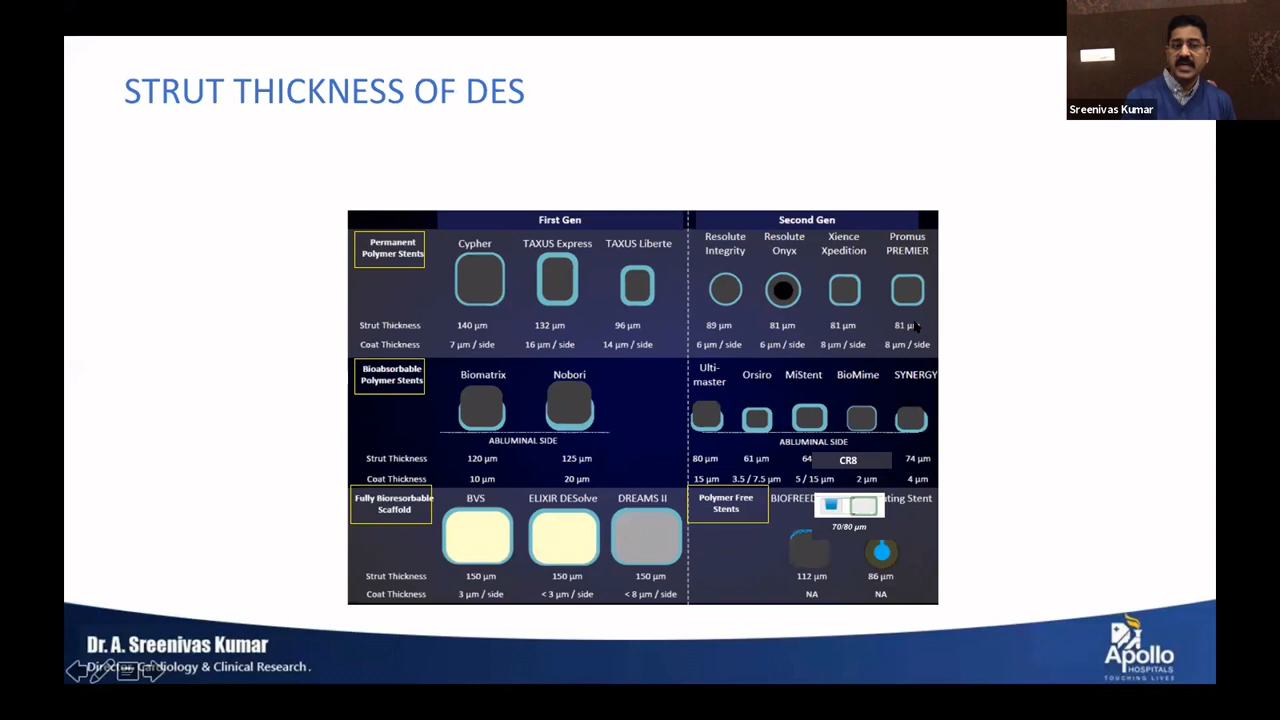 STRUT THICKNESS OF DES
Sreenivas Kumar
First Gen
Second Gen
Permanent
Polymer Stents
Cypher
TAXUS Express
TAXUS Liberte
Resolute
Integrity
Resolute
Onyx
Xience
Xpedition
Promus
PREMIER
Strut Thickness
140 µm
132 µm
96 µm
89 µm
81 µm
81 µm
81 µm
Coat Thickness
7 µm / side
16 µm / side
14 µm / side
6 µm / side
6 µm / side
8 µm / side
8 µm / side
Bioabsorbable
Polymer Stents
Biomatrix
Nobori
Ulti-
master
Orsiro
MiStent
BioMime
SYNERGY
ABLUMINAL SIDE
ABLUMINAL SIDE
Strut Thickness
120 µm
125 µm
80 µm
61 µm
64
CR8
74 µm
Coat Thickness
10 µm
20 µm
15 µm
3.5 / 7.5 µm
5 / 15 µm
2 µm
4 µm
Fully Bioresorbable
Scaffold
BVS
ELIXIR DESolve
DREAMS II
Polymer Free
Stents
Stent
70/80 µm
Strut Thickness
150 µm
150 µm
150 µm
112 µm
86 µm
Coat Thickness
3 µm / side
< 3 µm / side
< 8 µm / side
NA
NA
Dr. A. Sreenivas Kumar
Director, Cardiology & Clinical Research .
Apollo
HOSPITALS
TOUCHING LIVES